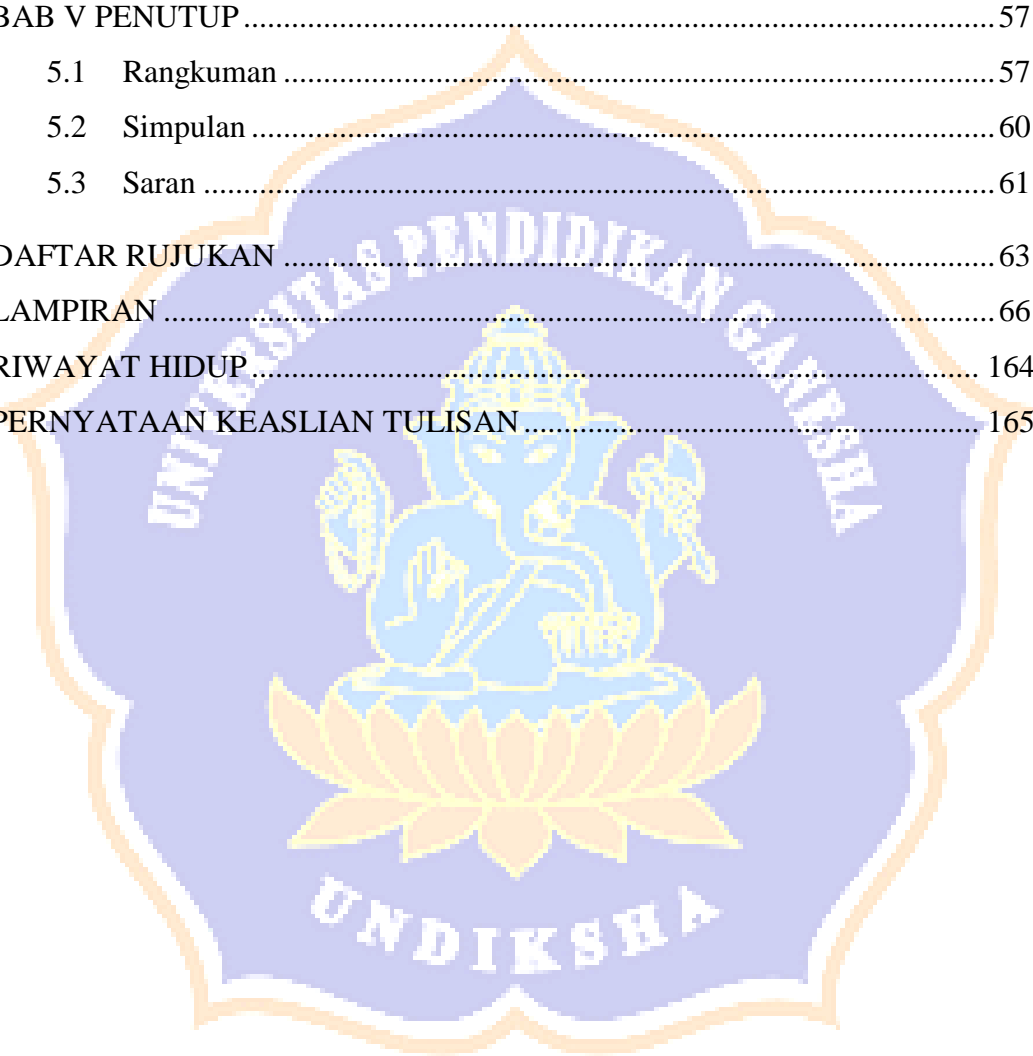 BAB V PENUTUP ........ 57
5.1 Rangkuman ........ 57
5.2 Simpulan ........ 60
5.3 Saran ........ 61
DAFTAR RUJUKAN ........ 63
LAMPIRAN ........ 66
RIWAYAT HIDUP ........ 164
PERNYATAAN KEASLIAN TULISAN ........ 165
UNIVERSITAS PENDIDIKAN GANESHA
UNDIKSHA